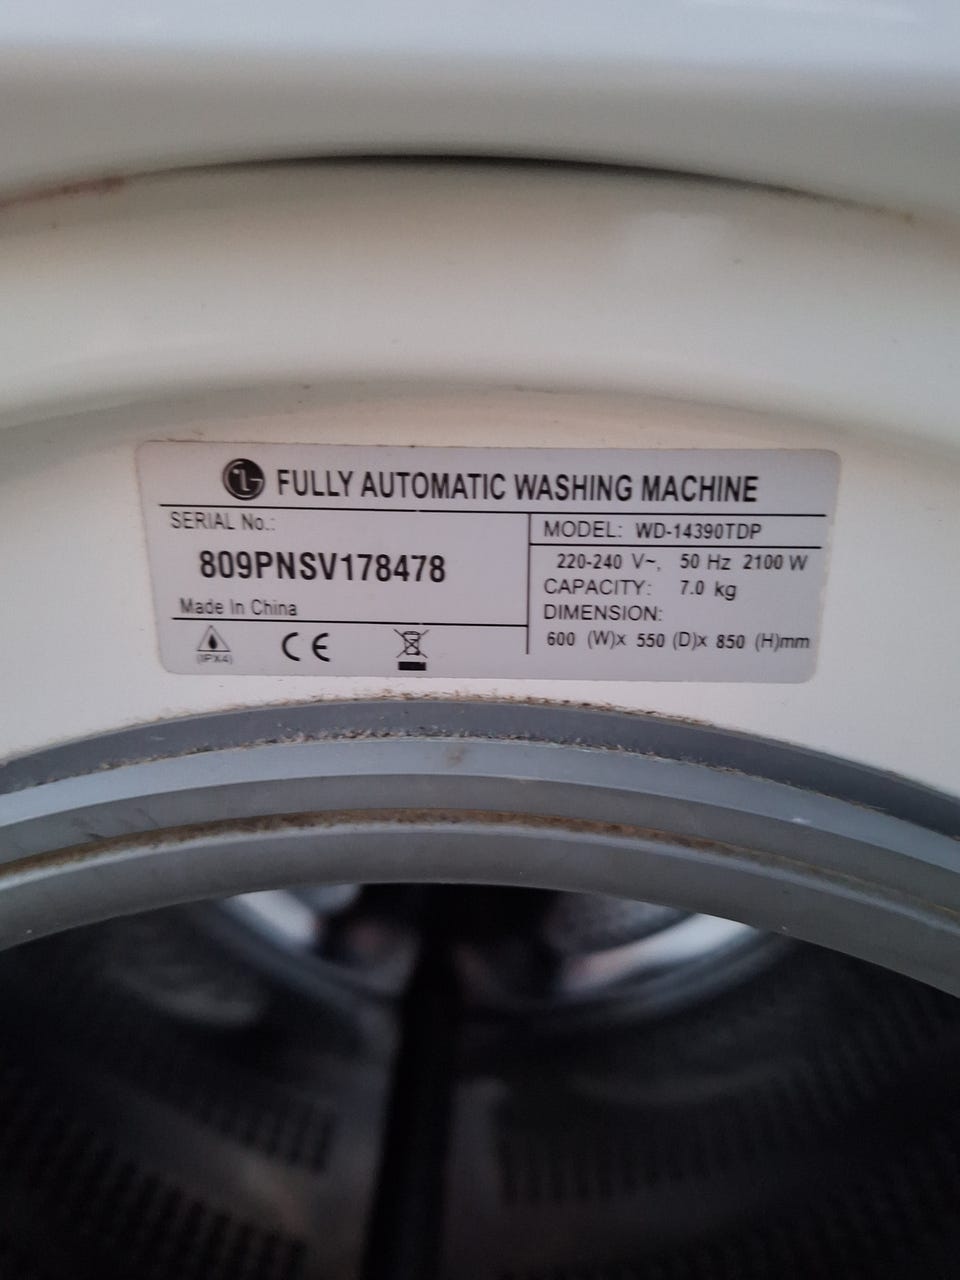 LG FULLY AUTOMATIC WASHING MACHINE
SERIAL No.:
809PNSV178478
Made In China
(IPX4)
CE
MODEL: WD-14390TDP
220-240 V~, 50 Hz 2100 W
CAPACITY: 7.0 kg
DIMENSION:
600 (W)x 550 (D)x 850 (H)mm